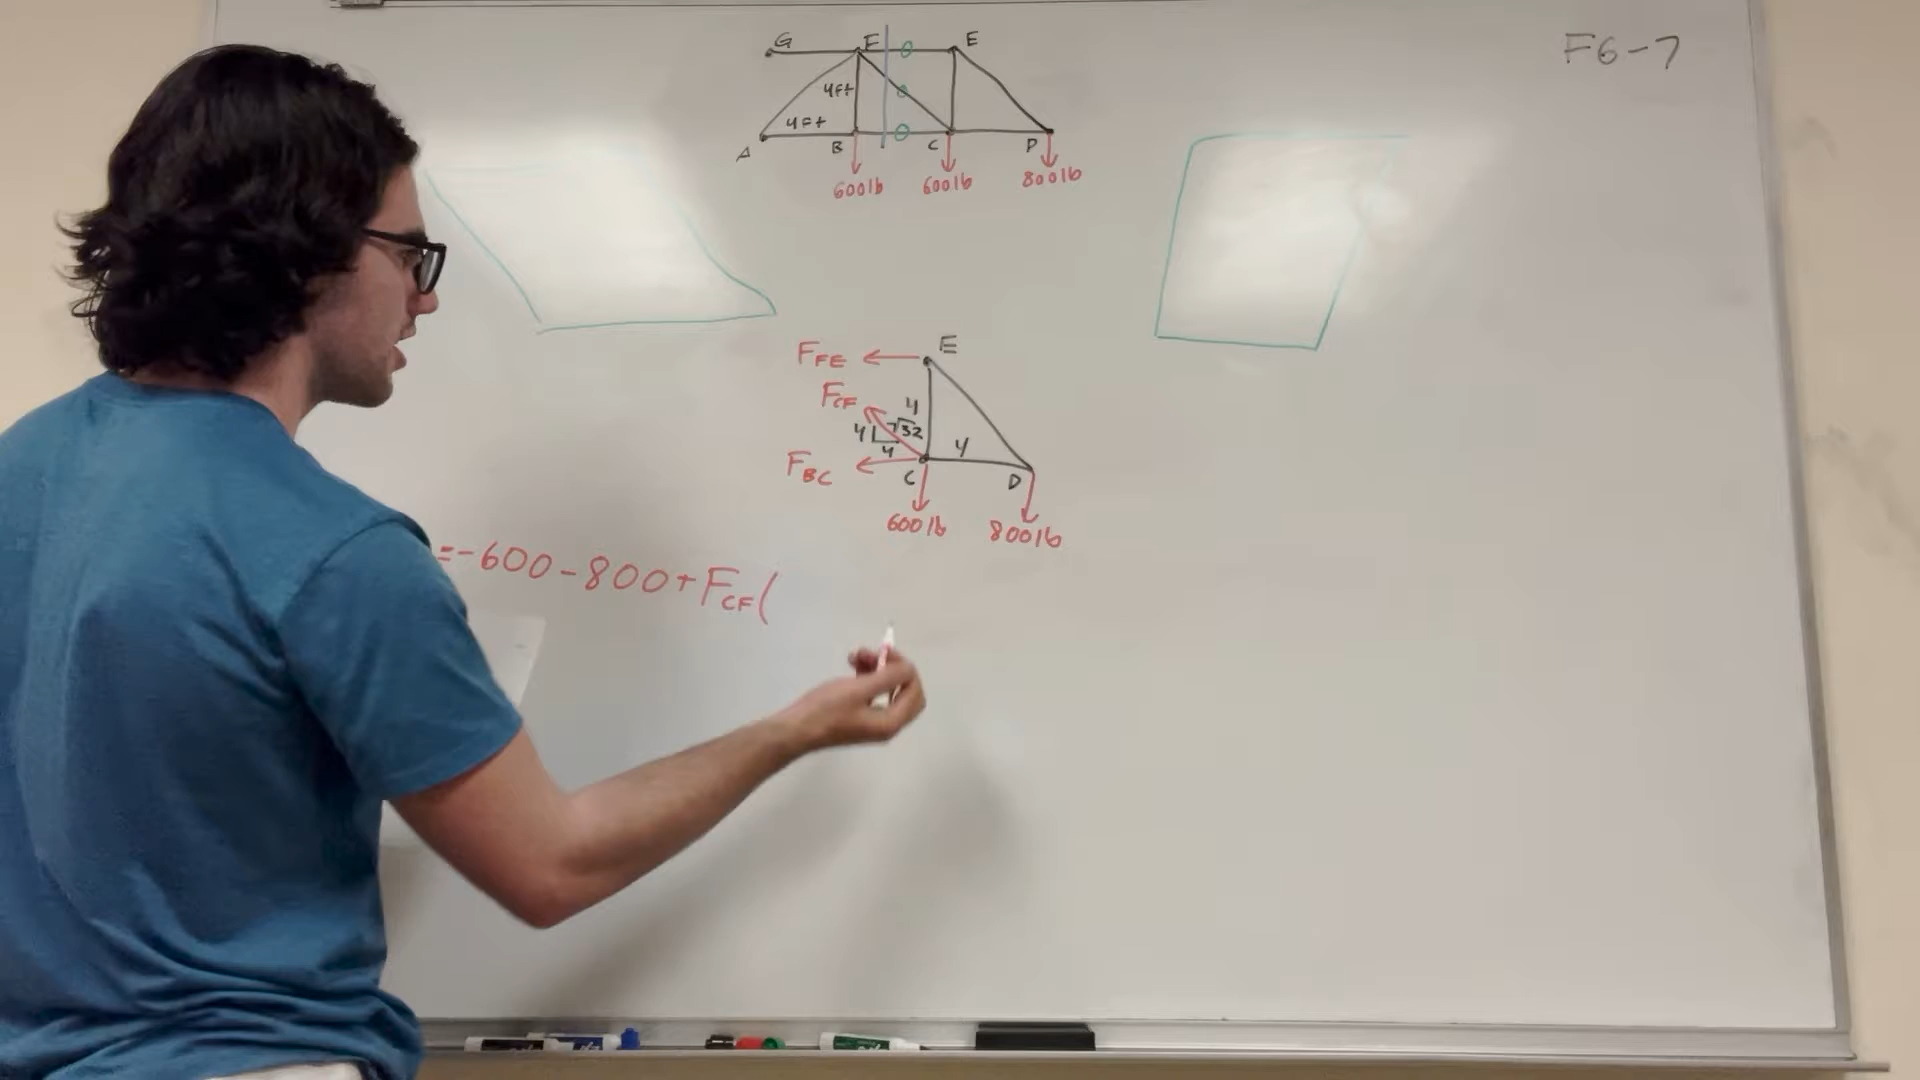 F6-7
G F E
4ft
4ft
A B C D
600lb 600lb 800lb
E
F_FE
F_CF
4
4 √32
4 4
F_BC
C D
600lb 800lb
=-600-800+F_CF(